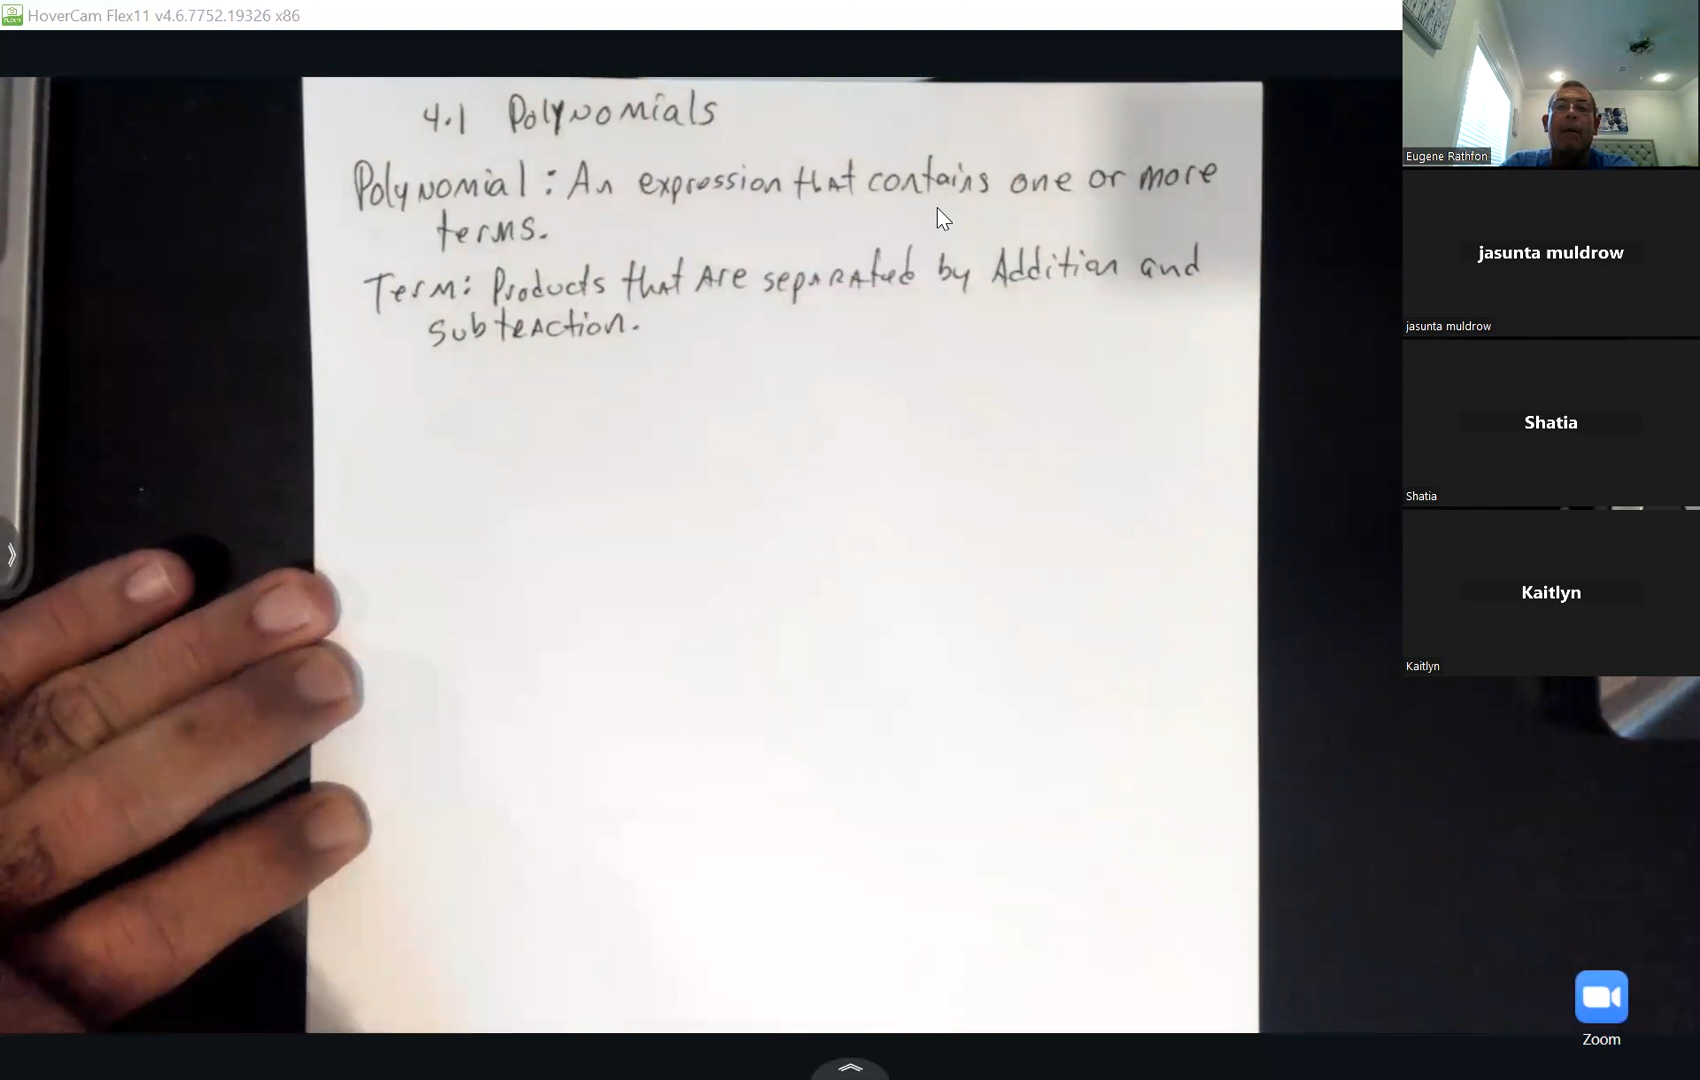 HoverCam Flex11 v4.6.7752.19326 x86
4.1 Polynomials
Polynomial: An expression that contains one or more
terms.
Term: Products that are separated by Addition and
subtraction.
Eugene Rathfon
jasunta muldrow
jasunta muldrow
Shatia
Shatia
Kaitlyn
Kaitlyn
Zoom